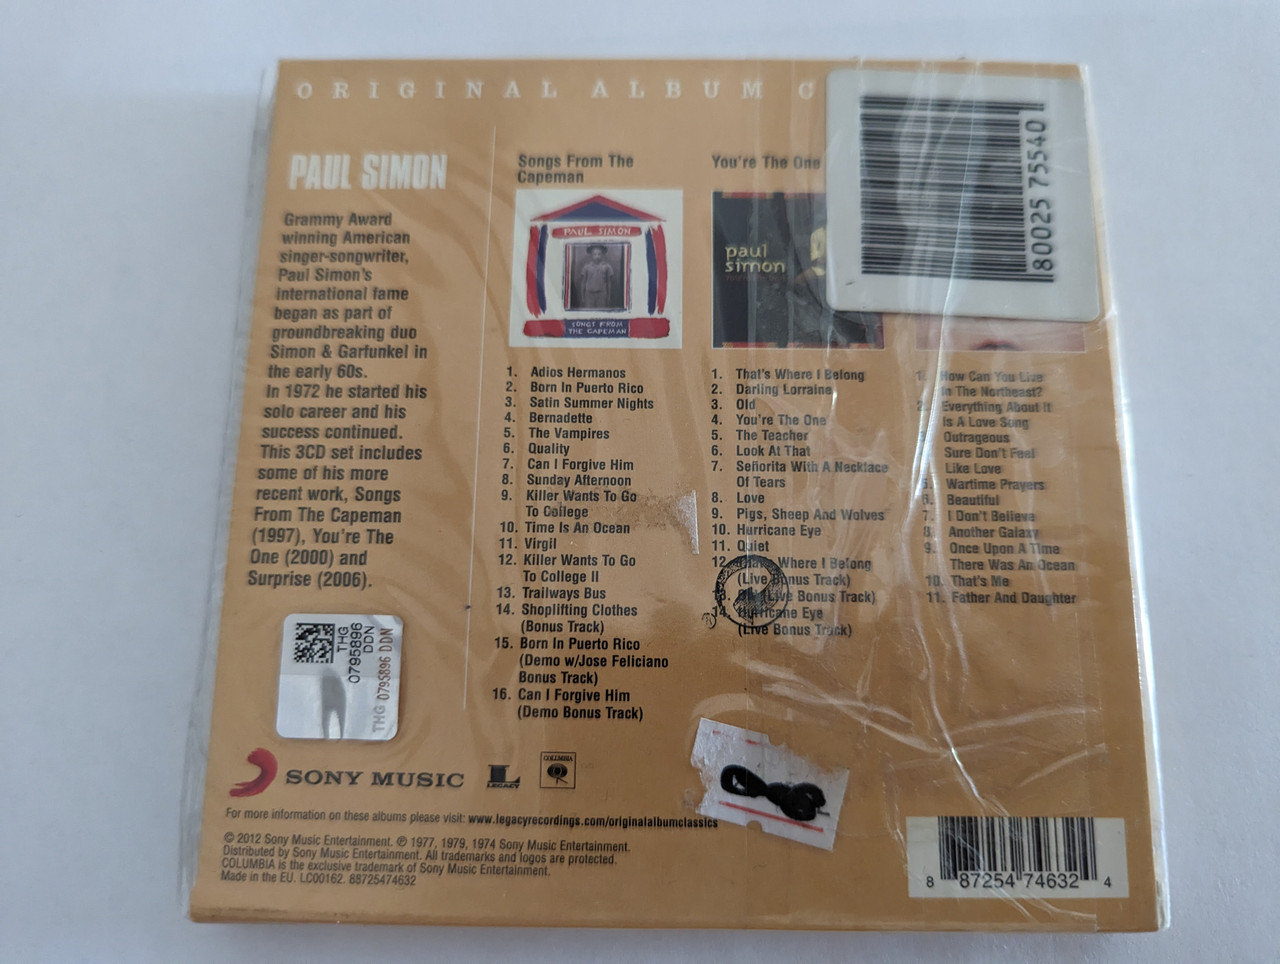 ORIGINAL ALBUM C
PAUL SIMON
Grammy Award
winning American
singer-songwriter,
Paul Simon's
international fame
began as part of
groundbreaking duo
Simon & Garfunkel in
the early 60s.
In 1972 he started his
solo career and his
success continued.
This 3CD set includes
some of his more
recent work, Songs
From The Capeman
(1997), You're The
One (2000) and
Surprise (2006).
Songs From The
Capeman
PAUL SIMON
SONGS FROM
THE CAPEMAN
1. Adios Hermanos
2. Born In Puerto Rico
3. Satin Summer Nights
4. Bernadette
5. The Vampires
6. Quality
7. Can I Forgive Him
8. Sunday Afternoon
9. Killer Wants To Go
To College
10. Time Is An Ocean
11. Virgil
12. Killer Wants To Go
To College II
13. Trailways Bus
14. Shoplifting Clothes
(Bonus Track)
15. Born In Puerto Rico
(Demo w/Jose Feliciano
Bonus Track)
16. Can I Forgive Him
(Demo Bonus Track)
You're The One
paul
simon
1. That's Where I Belong
2. Darling Lorraine
3. Old
4. You're The One
5. The Teacher
6. Look At That
7. Señorita With A Necklace
Of Tears
8. Love
9. Pigs, Sheep And Wolves
10. Hurricane Eye
11. Quiet
12. That's Where I Belong
(Live Bonus Track)
13. (Live Bonus Track)
14. Hurricane Eye
(Live Bonus Track)
80025 75540
1. How Can You Live
In The Northeast?
2. Everything About It
Is A Love Song
Outrageous
Sure Don't Feel
Like Love
5. Wartime Prayers
6. Beautiful
7. I Don't Believe
8. Another Galaxy
9. Once Upon A Time
There Was An Ocean
10. That's Me
11. Father And Daughter
THG
0795896
DDN
THG 0795896 DDN
SONY MUSIC
L
LEGACY
COLUMBIA
For more information on these albums please visit: www.legacyrecordings.com/originalalbumclassics
© 2012 Sony Music Entertainment. ℗ 1977, 1979, 1974 Sony Music Entertainment.
Distributed by Sony Music Entertainment. All trademarks and logos are protected.
COLUMBIA is the exclusive trademark of Sony Music Entertainment.
Made in the EU. LC00162. 88725474632
8 87254 74632 4